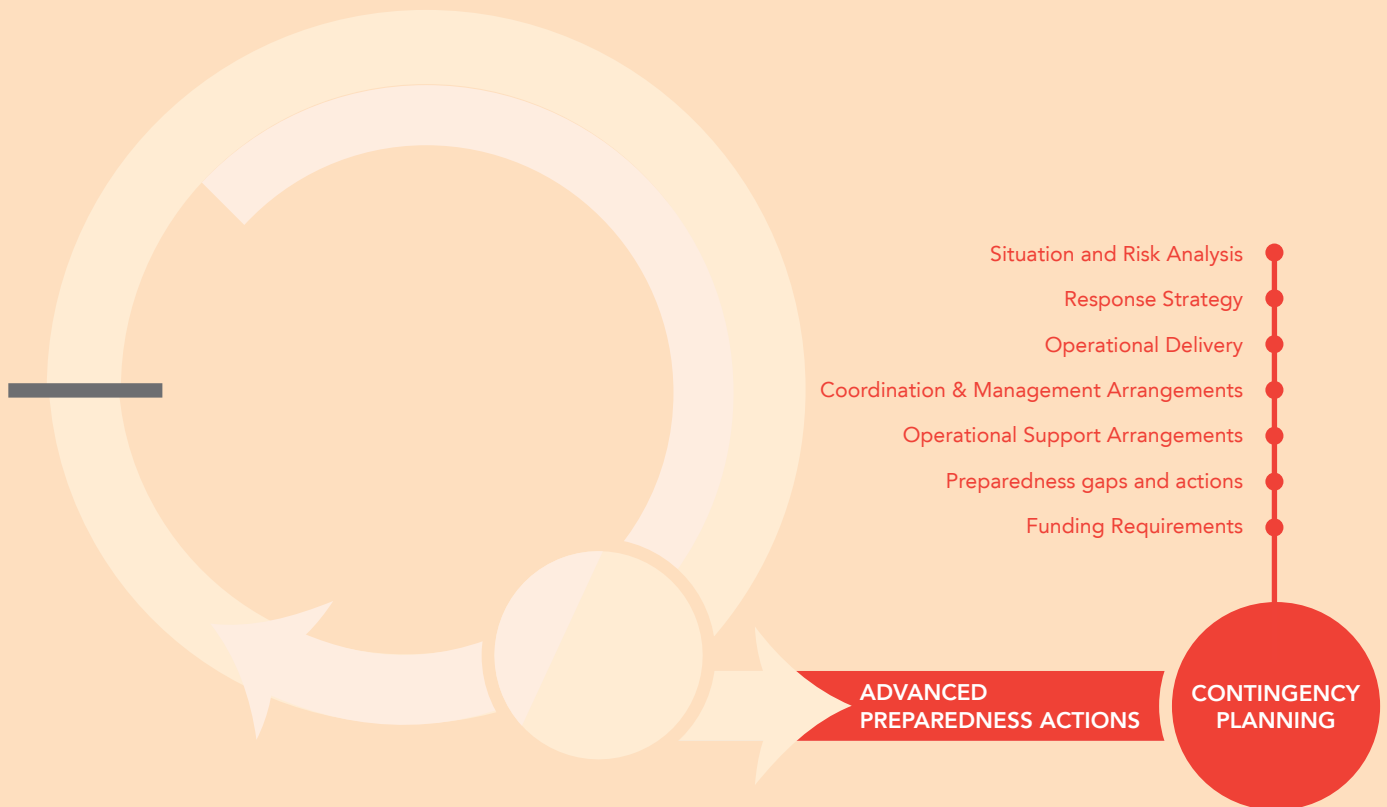 Situation and Risk Analysis
Response Strategy
Operational Delivery
Coordination & Management Arrangements
Operational Support Arrangements
Preparedness gaps and actions
Funding Requirements
ADVANCED
PREPAREDNESS ACTIONS
CONTINGENCY
PLANNING